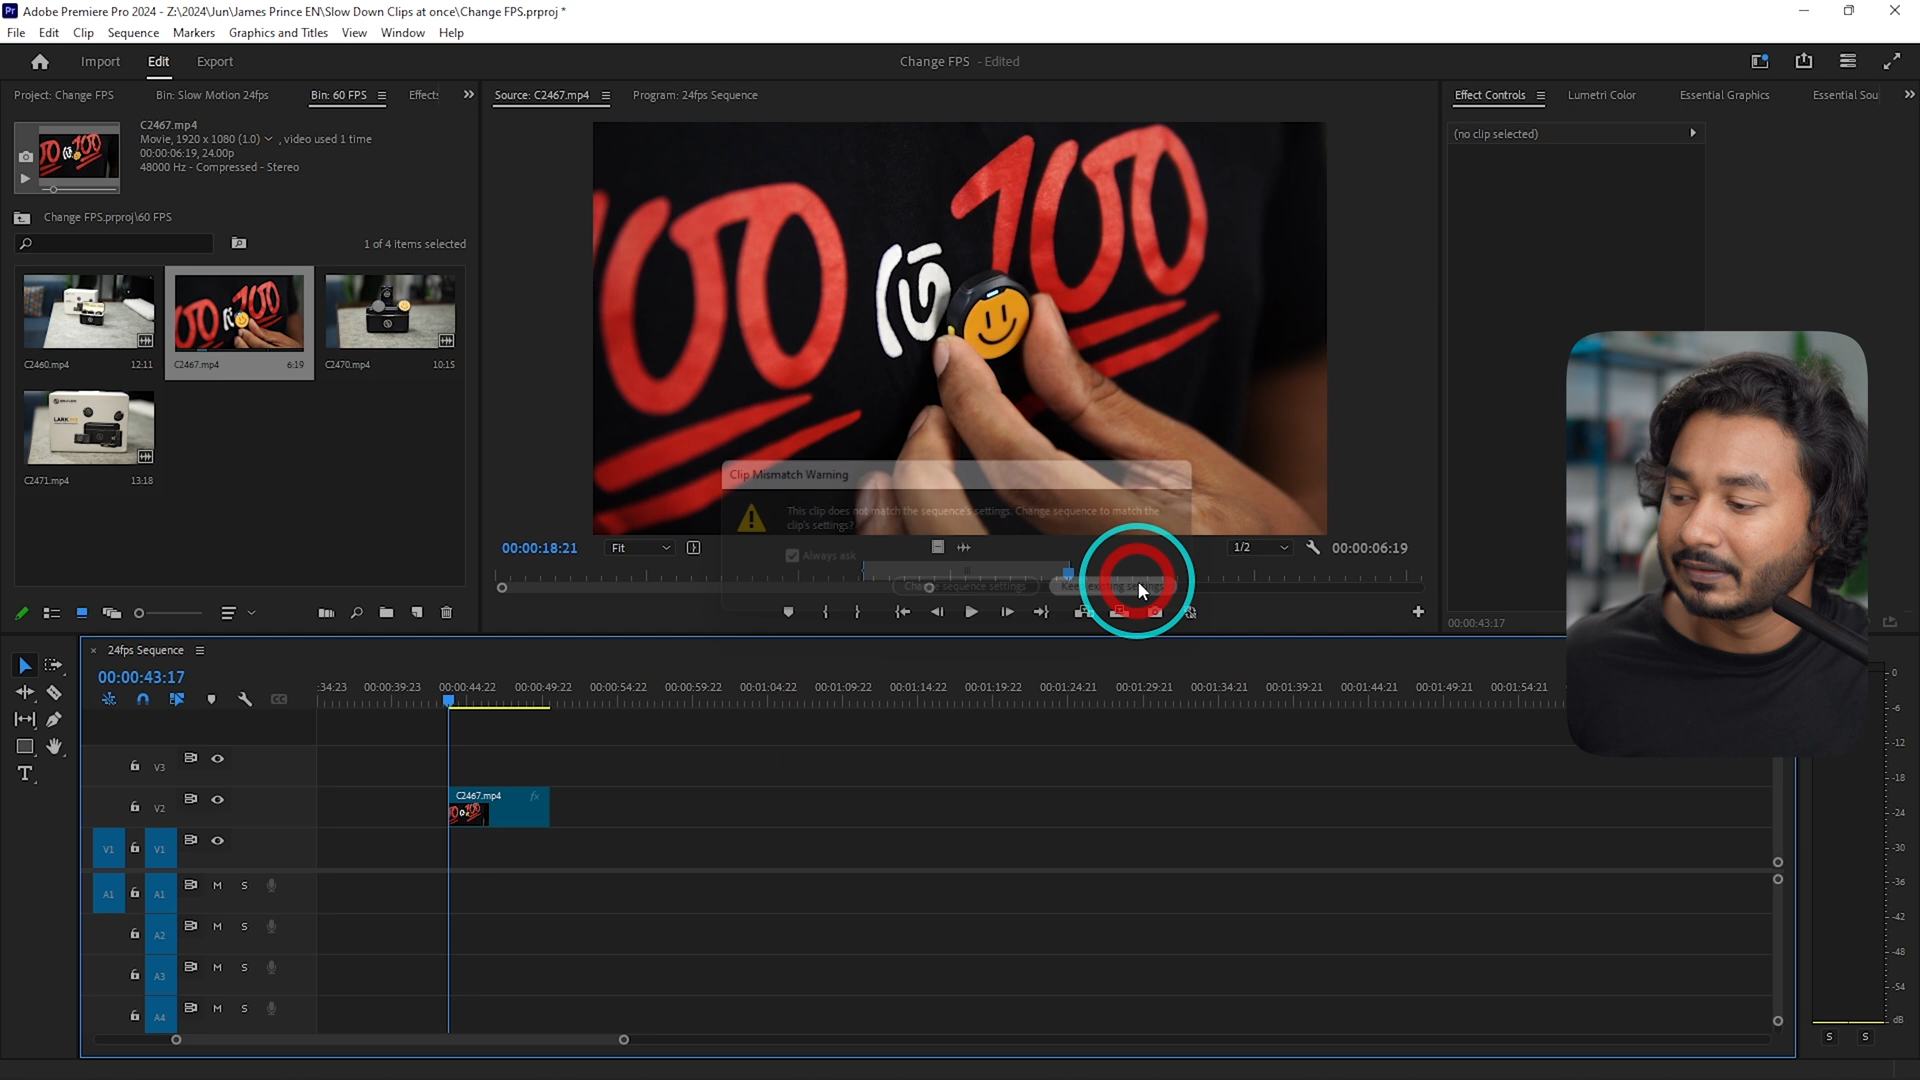 Pr Adobe Premiere Pro 2024 - Z:\2024\Jun\James Prince EN\Slow Down Clips at once\Change FPS.prproj *
File Edit Clip Sequence Markers Graphics and Titles View Window Help
Import Edit Export
Change FPS - Edited
Project: Change FPS Bin: Slow Motion 24fps Bin: 60 FPS Effects
Source: C2467.mp4 Program: 24fps Sequence
Effect Controls Lumetri Color Essential Graphics Essential Sou
C2467.mp4
Movie, 1920 x 1080 (1.0) , video used 1 time
00:00:06:19, 24.00p
48000 Hz - Compressed - Stereo
(no clip selected)
Change FPS.prproj\60 FPS
1 of 4 items selected
C2460.mp4 12:11 C2467.mp4 6:19 C2470.mp4 10:15
C2471.mp4 13:18
100 100
Clip Mismatch Warning
This clip does not match the sequence's settings. Change sequence to match the
clip's settings?
Always ask
Change sequence settings Keep existing settings
00:00:18:21 Fit 1/2 00:00:06:19
00:00:43:17
24fps Sequence
00:00:43:17
:34:23 00:00:39:23 00:00:44:22 00:00:49:22 00:00:54:22 00:00:59:22 00:01:04:22 00:01:09:22 00:01:14:22 00:01:19:22 00:01:24:21 00:01:29:21 00:01:34:21 00:01:39:21 00:01:44:21 00:01:49:21 00:01:54:21
V3
V2
C2467.mp4 fx
V1 V1
A1 A1 M S
A2 M S
A3 M S
A4 M S
0
-6
-12
-18
-24
-30
-36
-42
-48
-54
dB
S S